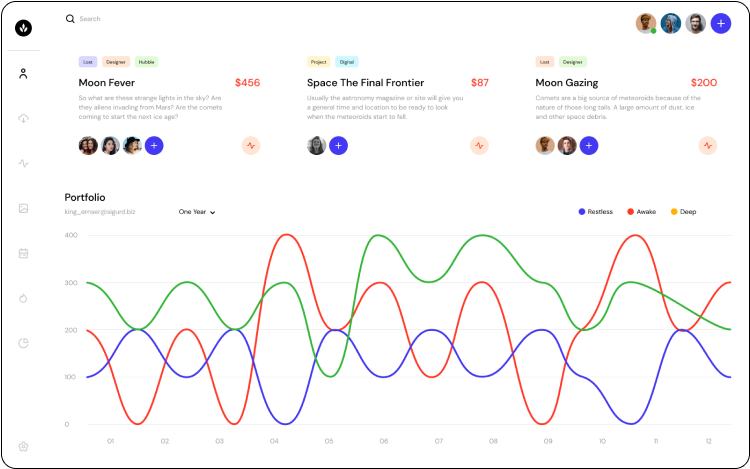 Search
Lost Designer Hubble
Moon Fever $456
So what are these strange lights in the sky? Are
they aliens invading from Mars? Are the comets
coming to start the next ice age?
Project Digital
Space The Final Frontier $87
Usually the astronomy magazine or site will give you
a general time and location to be ready to look
when the meteoroids start to fall.
Lost Designer
Moon Gazing $200
Comets are a big source of meteoroids because of the
nature of those long tails. A large amount of dust, ice
and other space debris.
Portfolio
king_ernser@sigurd.biz One Year
Restless Awake Deep
400
300
200
100
0
01 02 03 04 05 06 07 08 09 10 11 12